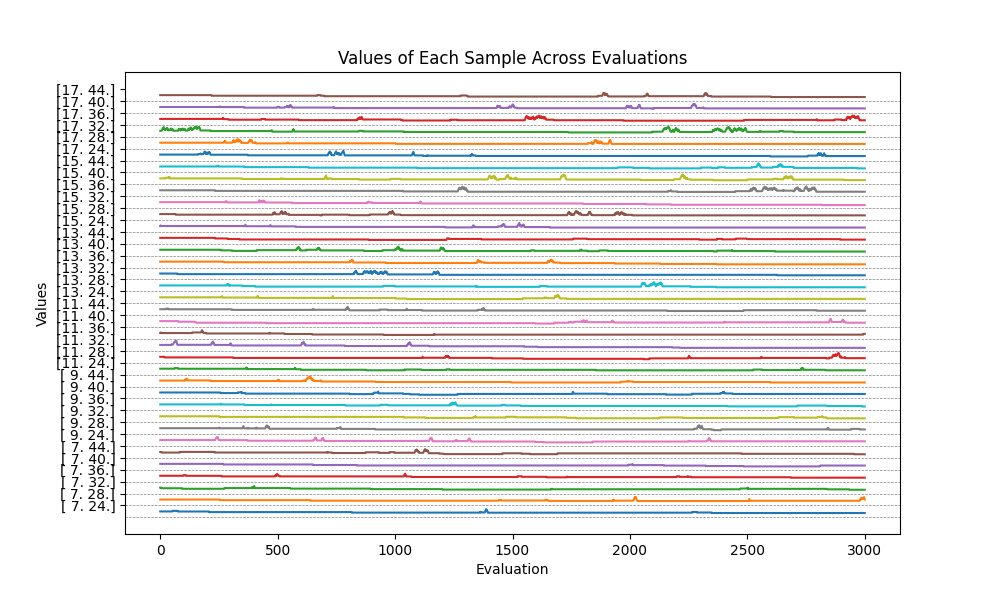 Values of Each Sample Across Evaluations
[17. 44.]
[17. 40.]
[17. 36.]
[17. 32.]
[17. 28.]
[17. 24.]
[15. 44.]
[15. 40.]
[15. 36.]
[15. 32.]
[15. 28.]
[15. 24.]
[13. 44.]
[13. 40.]
[13. 36.]
[13. 32.]
[13. 28.]
[13. 24.]
[11. 44.]
[11. 40.]
[11. 36.]
[11. 32.]
[11. 28.]
[11. 24.]
[ 9. 44.]
[ 9. 40.]
[ 9. 36.]
[ 9. 32.]
[ 9. 28.]
[ 9. 24.]
[ 7. 44.]
[ 7. 40.]
[ 7. 36.]
[ 7. 32.]
[ 7. 28.]
[ 7. 24.]
Values
0 500 1000 1500 2000 2500 3000
Evaluation